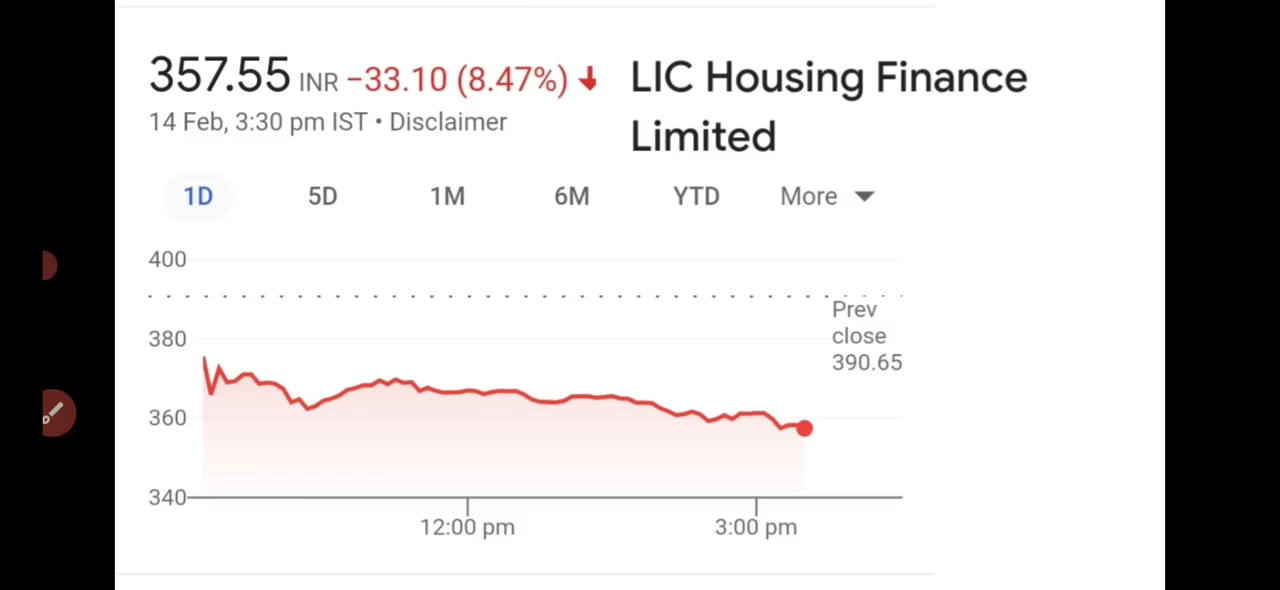 357.55 INR −33.10 (8.47%) ↓
14 Feb, 3:30 pm IST • Disclaimer
LIC Housing Finance
Limited
1D 5D 1M 6M YTD More
400
380
360
340
Prev
close
390.65
12:00 pm 3:00 pm